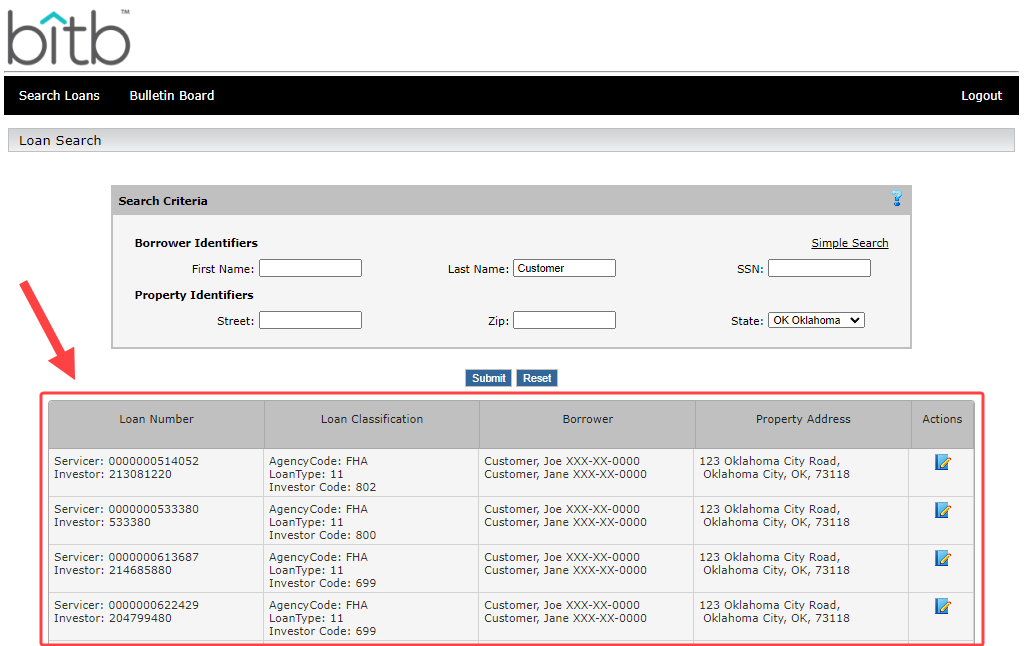 bitb™
Search Loans Bulletin Board Logout
Loan Search
Search Criteria ?
Borrower Identifiers Simple Search
First Name: Last Name: Customer SSN:
Property Identifiers
Street: Zip: State: OK Oklahoma
Submit Reset
Loan Number Loan Classification Borrower Property Address Actions
Servicer: 0000000514052 AgencyCode: FHA Customer, Joe XXX-XX-0000 123 Oklahoma City Road,
Investor: 213081220 LoanType: 11 Customer, Jane XXX-XX-0000 Oklahoma City, OK, 73118
Investor Code: 802
Servicer: 0000000533380 AgencyCode: FHA Customer, Joe XXX-XX-0000 123 Oklahoma City Road,
Investor: 533380 LoanType: 11 Customer, Jane XXX-XX-0000 Oklahoma City, OK, 73118
Investor Code: 800
Servicer: 0000000613687 AgencyCode: FHA Customer, Joe XXX-XX-0000 123 Oklahoma City Road,
Investor: 214685880 LoanType: 11 Customer, Jane XXX-XX-0000 Oklahoma City, OK, 73118
Investor Code: 699
Servicer: 0000000622429 AgencyCode: FHA Customer, Joe XXX-XX-0000 123 Oklahoma City Road,
Investor: 204799480 LoanType: 11 Customer, Jane XXX-XX-0000 Oklahoma City, OK, 73118
Investor Code: 699